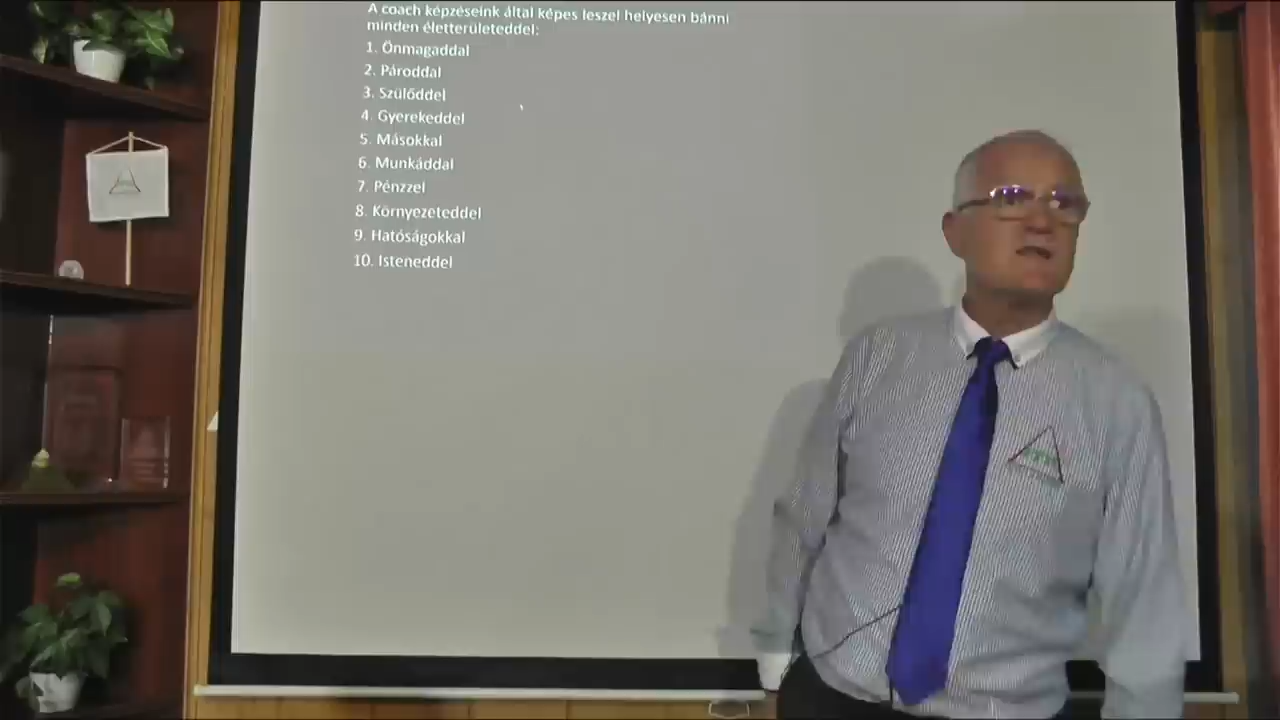 A coach képzéseink által képes leszel helyesen bánni
minden életterületeddel:
1. Önmagaddal
2. Pároddal
3. Szülőddel
4. Gyerekeddel
5. Másokkal
6. Munkáddal
7. Pénzzel
8. Környezeteddel
9. Hatóságokkal
10. Isteneddel